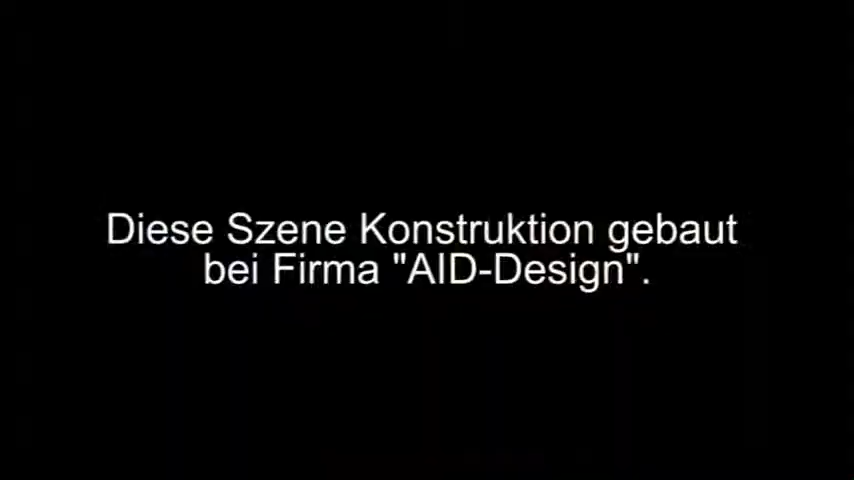 Diese Szene Konstruktion gebaut
bei Firma "AID-Design".